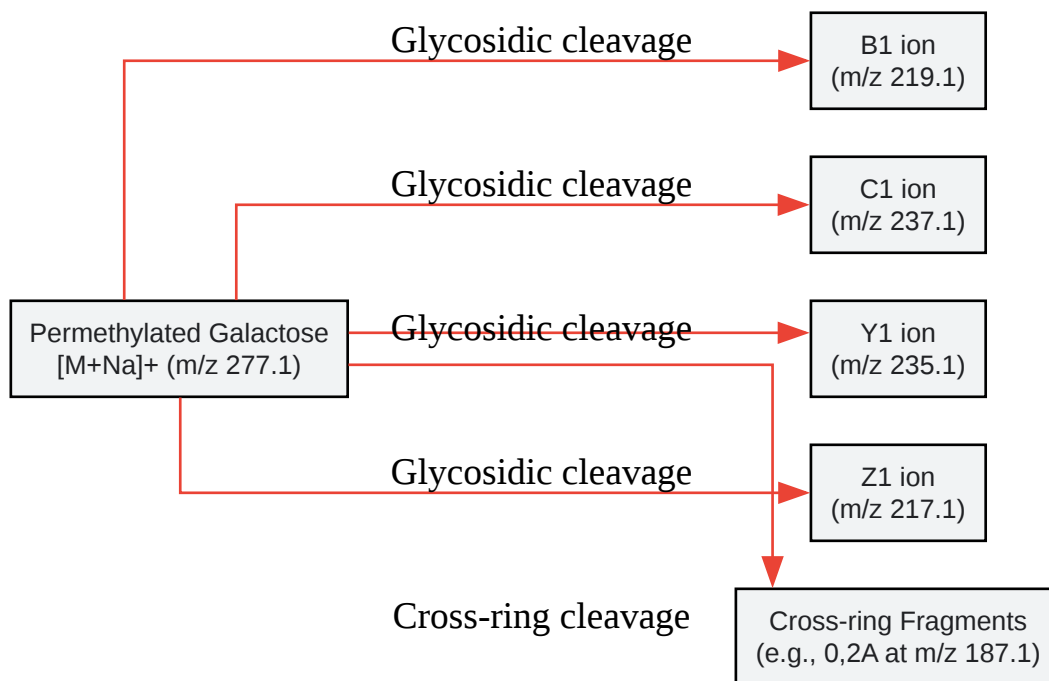 Glycosidic cleavage
B1 ion
(m/z 219.1)
Glycosidic cleavage
C1 ion
(m/z 237.1)
Permethylated Galactose
[M+Na]+ (m/z 277.1)
Glycosidic cleavage
Y1 ion
(m/z 235.1)
Glycosidic cleavage
Z1 ion
(m/z 217.1)
Cross-ring cleavage
Cross-ring Fragments
(e.g., 0,2A at m/z 187.1)